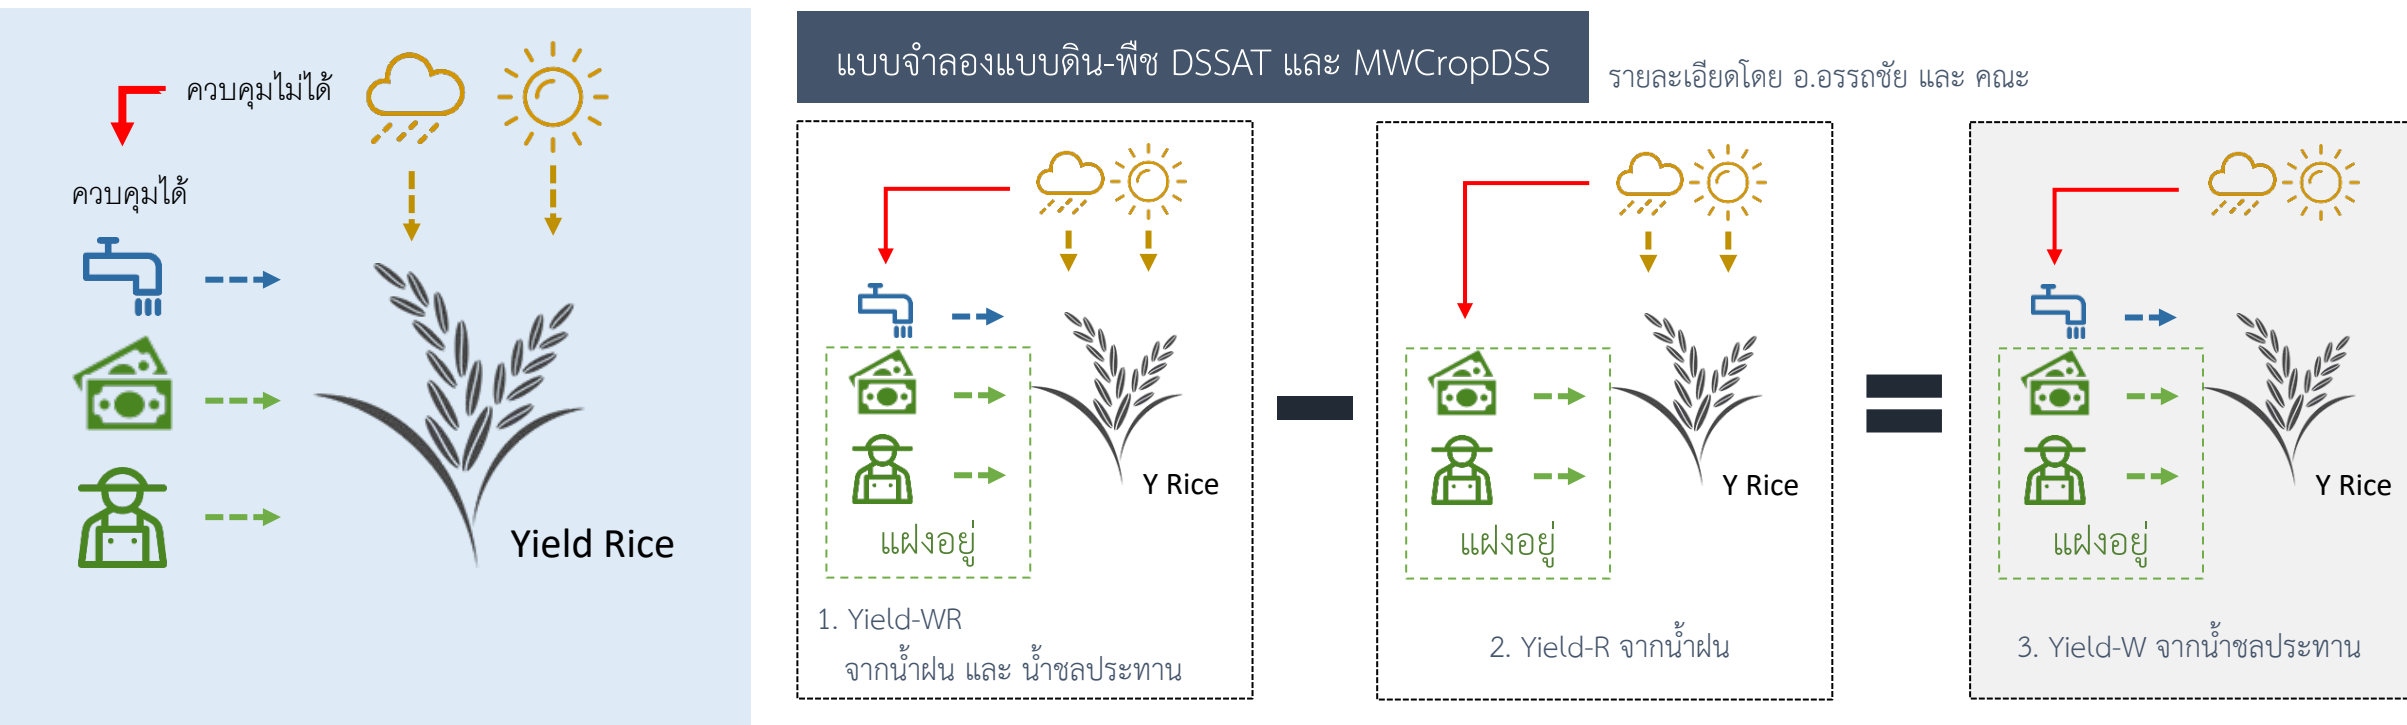 ควบคุมไม่ได้
ควบคุมได้
Yield Rice
แบบจำลองแบบดิน-พืช DSSAT และ MWCropDSS
รายละเอียดโดย อ.อรรถชัย และ คณะ
Y Rice
แฝงอยู่
1. Yield-WR
จากน้ำฝน และ น้ำชลประทาน
Y Rice
แฝงอยู่
2. Yield-R จากน้ำฝน
Y Rice
แฝงอยู่
3. Yield-W จากน้ำชลประทาน